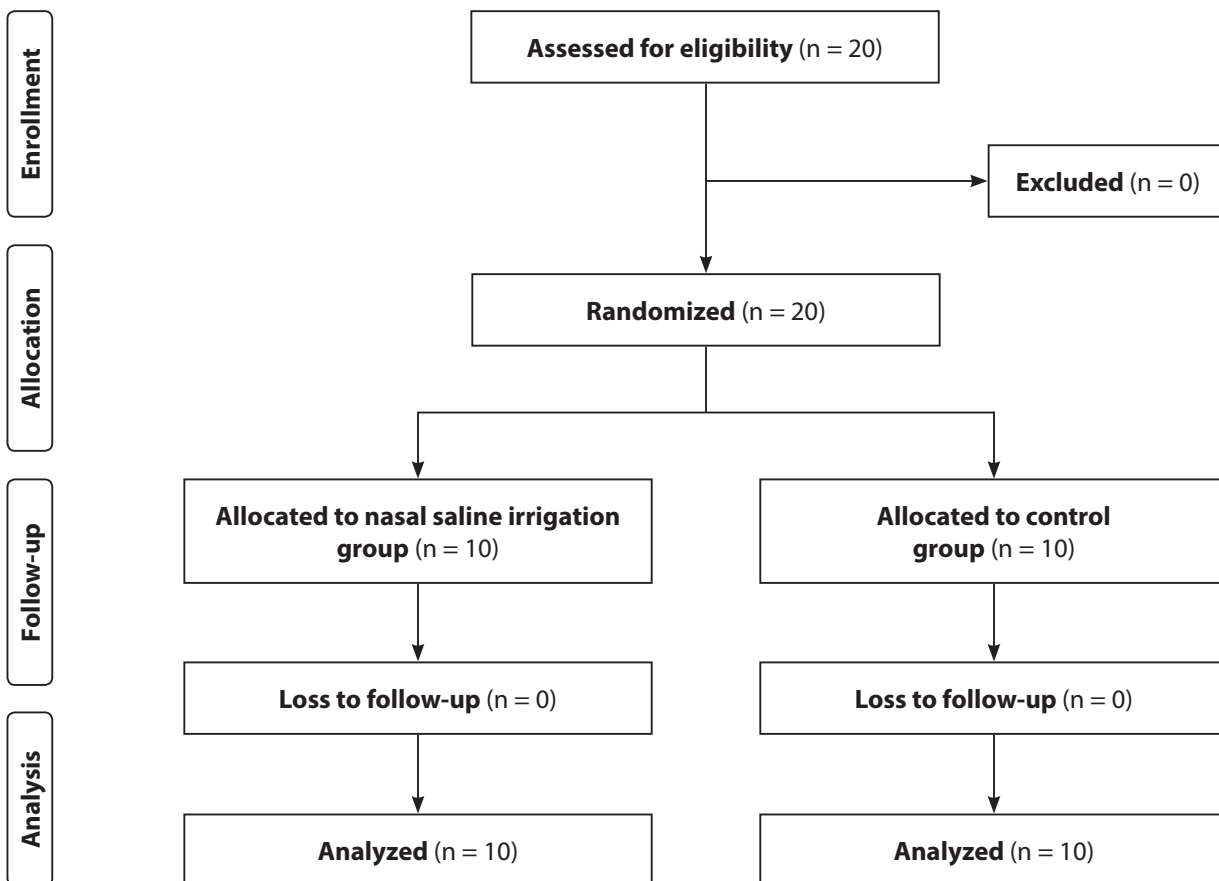 Enrollment
Assessed for eligibility (n = 20)
Excluded (n = 0)
Allocation
Randomized (n = 20)
Follow-up
Allocated to nasal saline irrigation
group (n = 10)
Allocated to control
group (n = 10)
Loss to follow-up (n = 0)
Loss to follow-up (n = 0)
Analysis
Analyzed (n = 10)
Analyzed (n = 10)